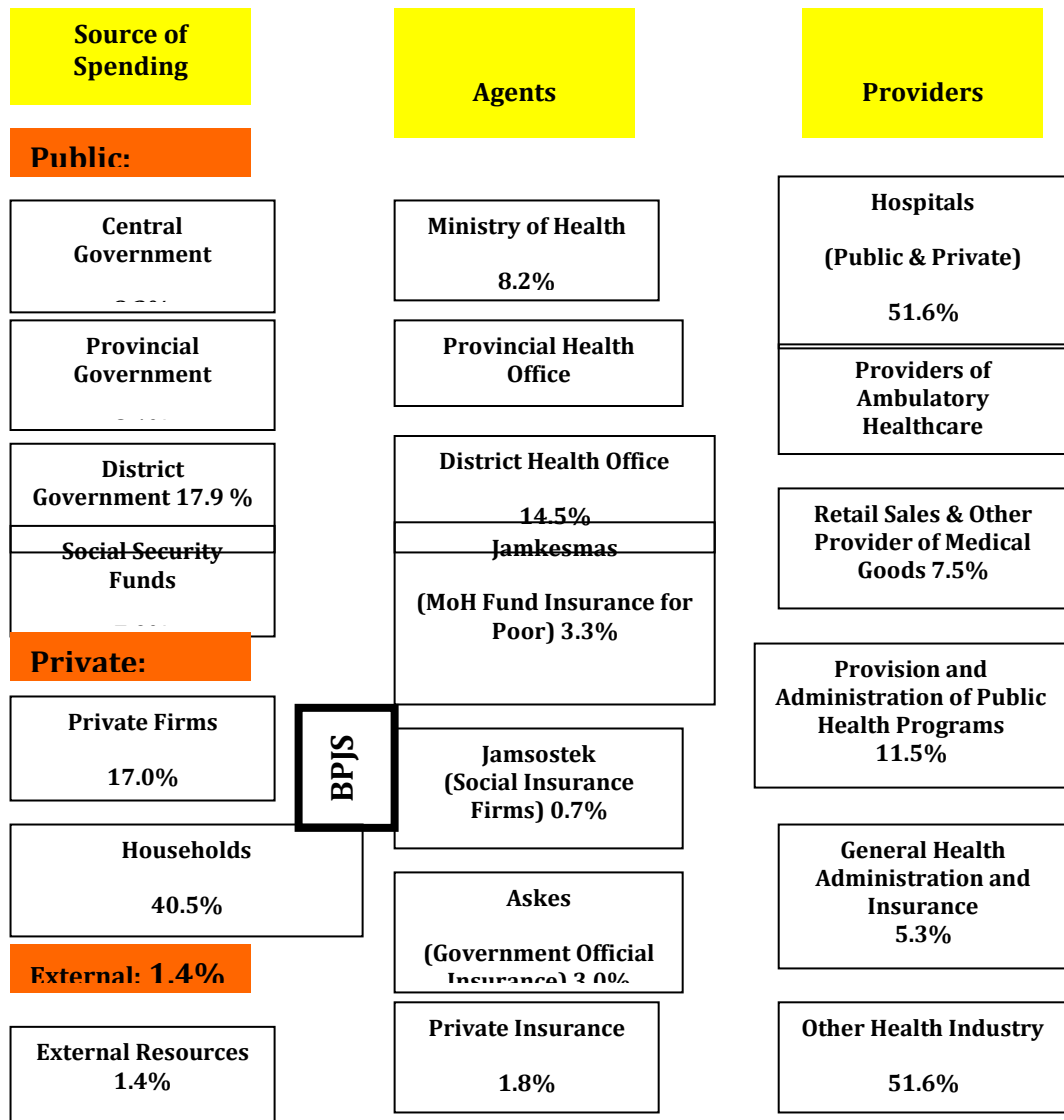 Source of
Spending
Agents
Providers
Public:
Central
Government
Provincial
Government
District
Government 17.9 %
Social Security
Funds
Private:
Private Firms
17.0%
Households
40.5%
External: 1.4%
External Resources
1.4%
BPJS
Ministry of Health
8.2%
Provincial Health
Office
District Health Office
14.5%
Jamkesmas
(MoH Fund Insurance for
Poor) 3.3%
Jamsostek
(Social Insurance
Firms) 0.7%
Askes
(Government Official
Insurance) 3.0%
Private Insurance
1.8%
Hospitals
(Public & Private)
51.6%
Providers of
Ambulatory
Healthcare
Retail Sales & Other
Provider of Medical
Goods 7.5%
Provision and
Administration of Public
Health Programs
11.5%
General Health
Administration and
Insurance
5.3%
Other Health Industry
51.6%